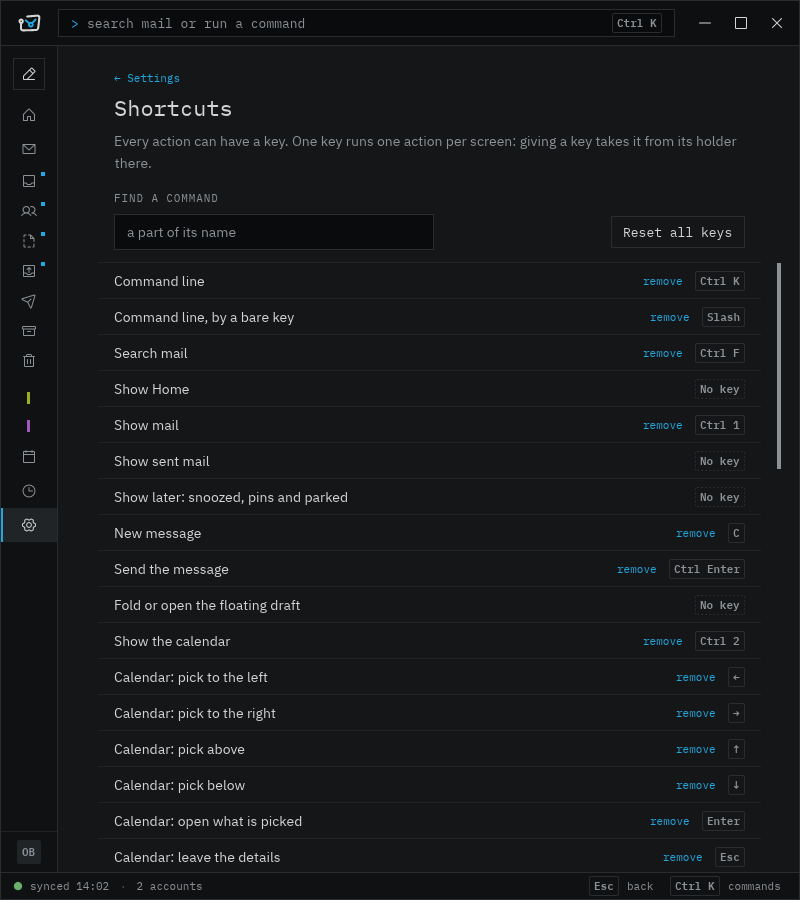 > search mail or run a command Ctrl K
← Settings
Shortcuts
Every action can have a key. One key runs one action per screen: giving a key takes it from its holder
there.
FIND A COMMAND
a part of its name Reset all keys
Command line remove Ctrl K
Command line, by a bare key remove Slash
Search mail remove Ctrl F
Show Home No key
Show mail remove Ctrl 1
Show sent mail No key
Show later: snoozed, pins and parked No key
New message remove C
Send the message remove Ctrl Enter
Fold or open the floating draft No key
Show the calendar remove Ctrl 2
Calendar: pick to the left remove ←
Calendar: pick to the right remove →
Calendar: pick above remove ↑
Calendar: pick below remove ↓
Calendar: open what is picked remove Enter
Calendar: leave the details remove Esc
OB
synced 14:02 · 2 accounts Esc back Ctrl K commands